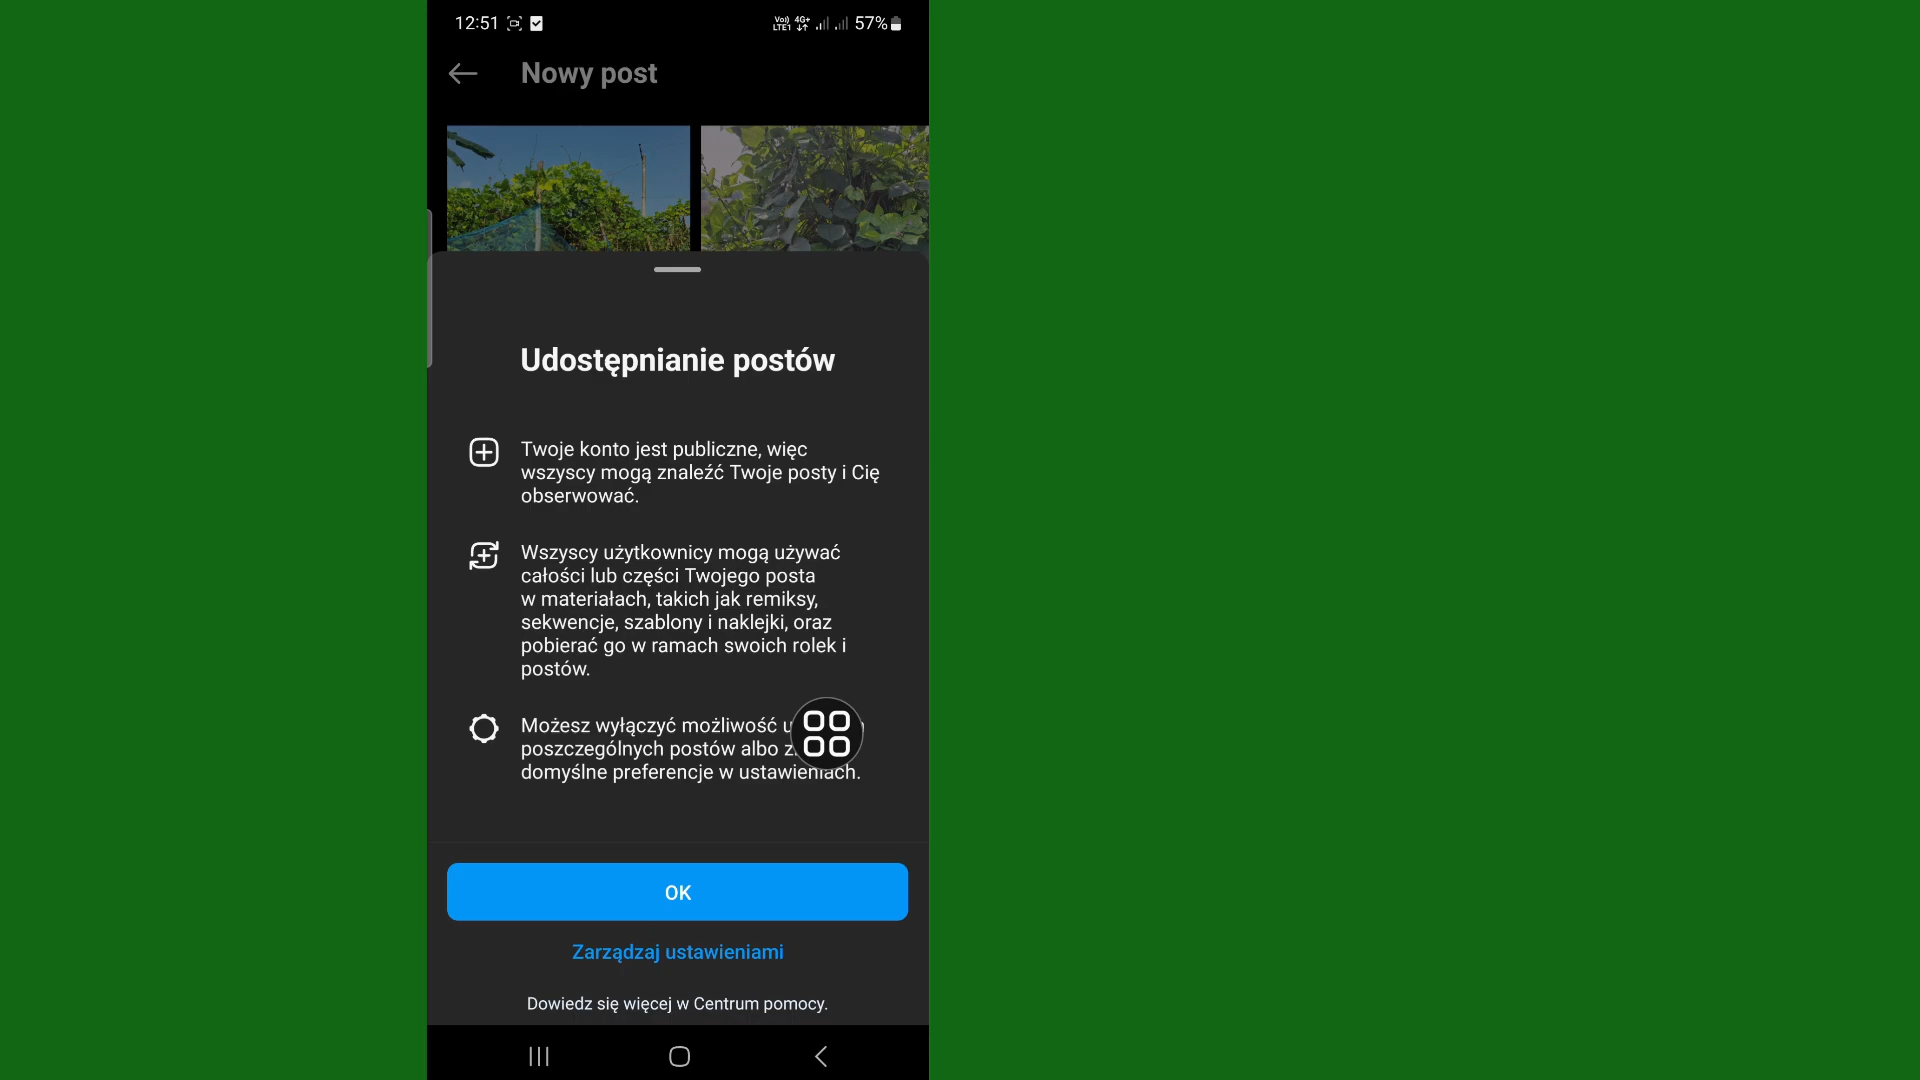 12:51
Vo) 4G+
LTE1
57%
Nowy post
Udostępnianie postów
Twoje konto jest publiczne, więc
wszyscy mogą znaleźć Twoje posty i Cię
obserwować.
Wszyscy użytkownicy mogą używać
całości lub części Twojego posta
w materiałach, takich jak remiksy,
sekwencje, szablony i naklejki, oraz
pobierać go w ramach swoich rolek i
postów.
Możesz wyłączyć możliwość
poszczególnych postów albo
domyślne preferencje w ustawieniach.
OK
Zarządzaj ustawieniami
Dowiedz się więcej w Centrum pomocy.